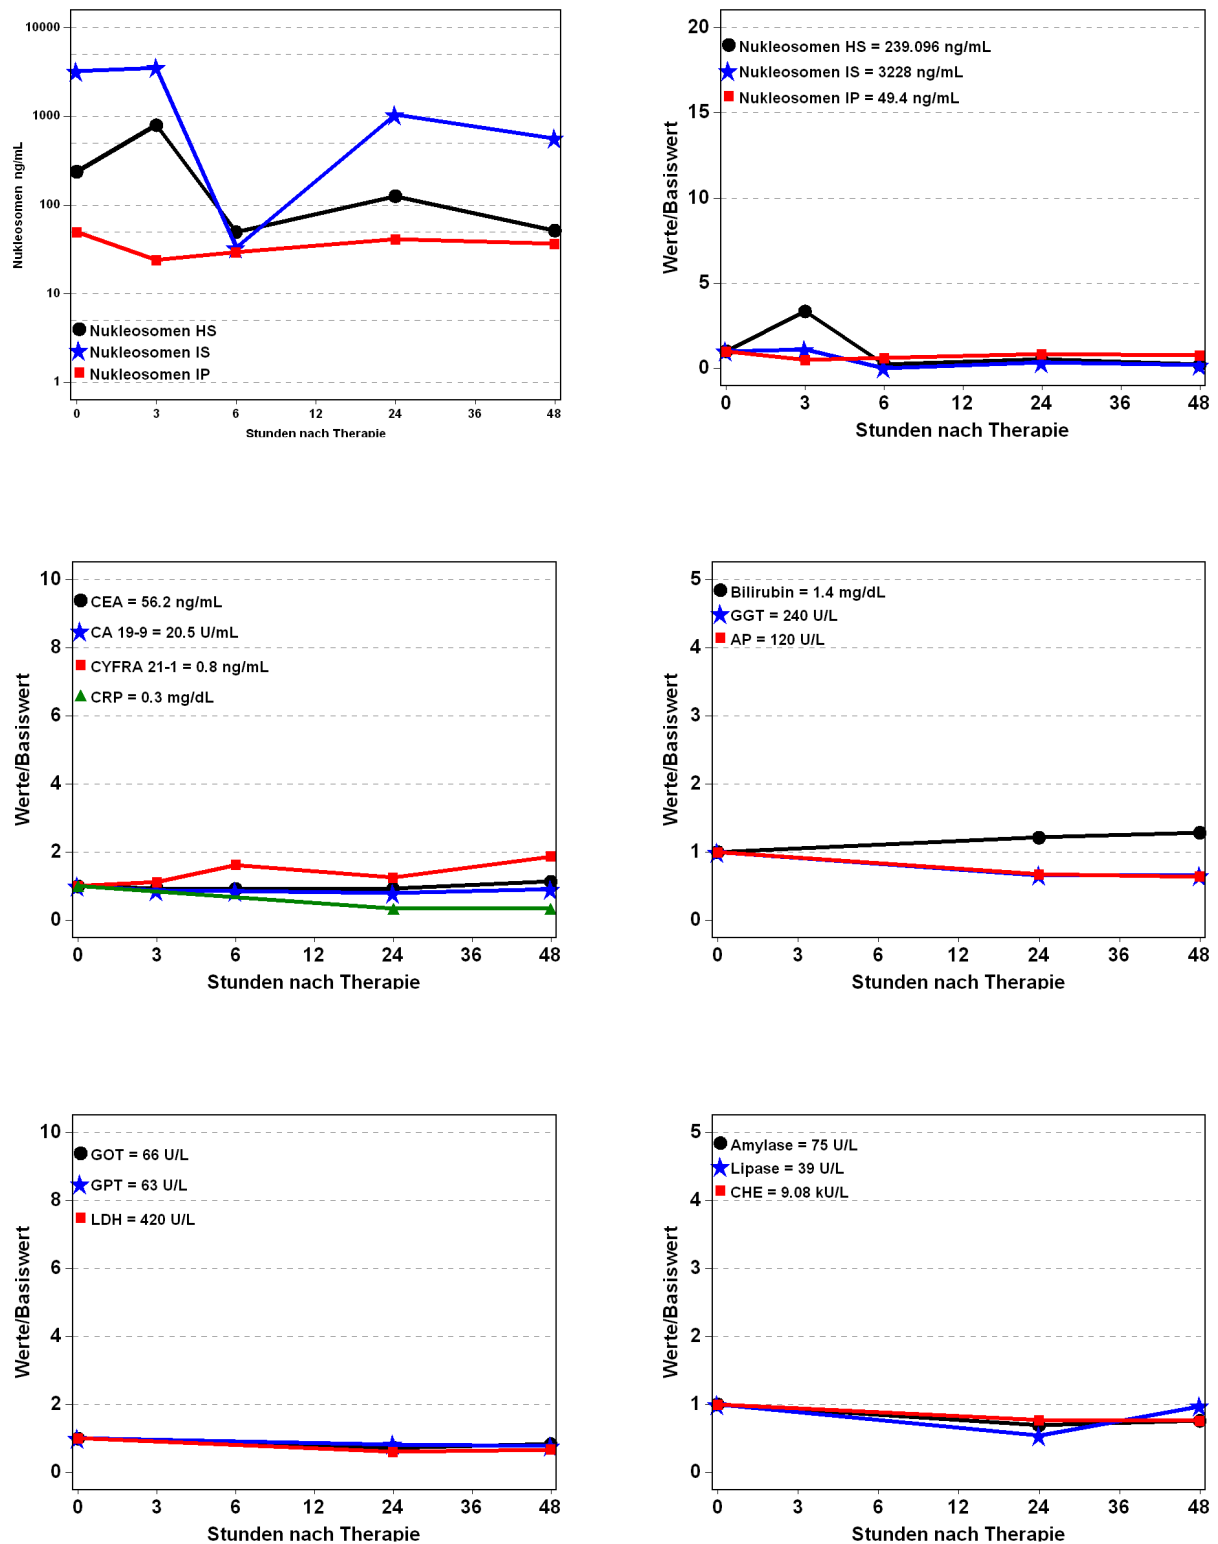 10000
1000
100
10
1
Nukleosomen ng/mL
Nukleosomen HS
Nukleosomen IS
Nukleosomen IP
0 3 6 12 24 36 48
Stunden nach Therapie
20
15
10
5
0
Werte/Basiswert
Nukleosomen HS = 239.096 ng/mL
Nukleosomen IS = 3228 ng/mL
Nukleosomen IP = 49.4 ng/mL
0 3 6 12 24 36 48
Stunden nach Therapie
10
8
6
4
2
0
Werte/Basiswert
CEA = 56.2 ng/mL
CA 19-9 = 20.5 U/mL
CYFRA 21-1 = 0.8 ng/mL
CRP = 0.3 mg/dL
0 3 6 12 24 36 48
Stunden nach Therapie
5
4
3
2
1
0
Werte/Basiswert
Bilirubin = 1.4 mg/dL
GGT = 240 U/L
AP = 120 U/L
0 3 6 12 24 36 48
Stunden nach Therapie
10
8
6
4
2
0
Werte/Basiswert
GOT = 66 U/L
GPT = 63 U/L
LDH = 420 U/L
0 3 6 12 24 36 48
Stunden nach Therapie
5
4
3
2
1
0
Werte/Basiswert
Amylase = 75 U/L
Lipase = 39 U/L
CHE = 9.08 kU/L
0 3 6 12 24 36 48
Stunden nach Therapie